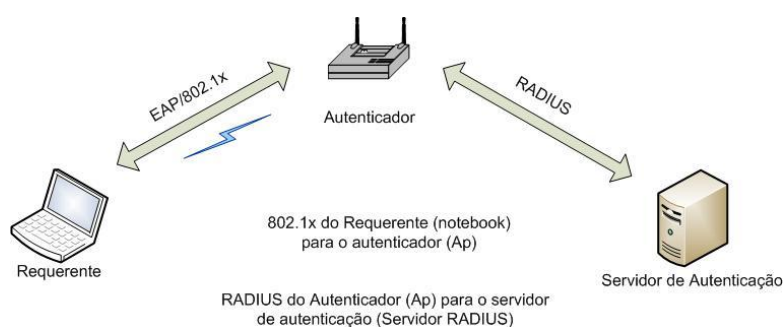 EAP/802.1x
RADIUS
Autenticador
Requerente
802.1x do Requerente (notebook)
para o autenticador (Ap)
Servidor de Autenticação
RADIUS do Autenticador (Ap) para o servidor
de autenticação (Servidor RADIUS)